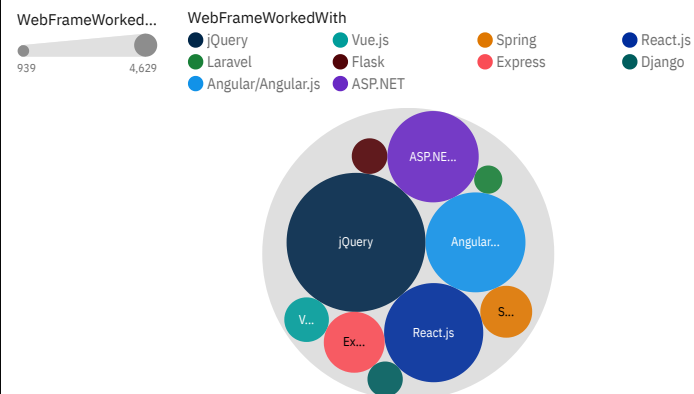 WebFrameWorked...
939
4,629
WebFrameWorkedWith
jQuery
Vue.js
Spring
React.js
Laravel
Flask
Express
Django
Angular/Angular.js
ASP.NET
ASP.NE...
jQuery
Angular...
S...
V...
Ex...
React.js